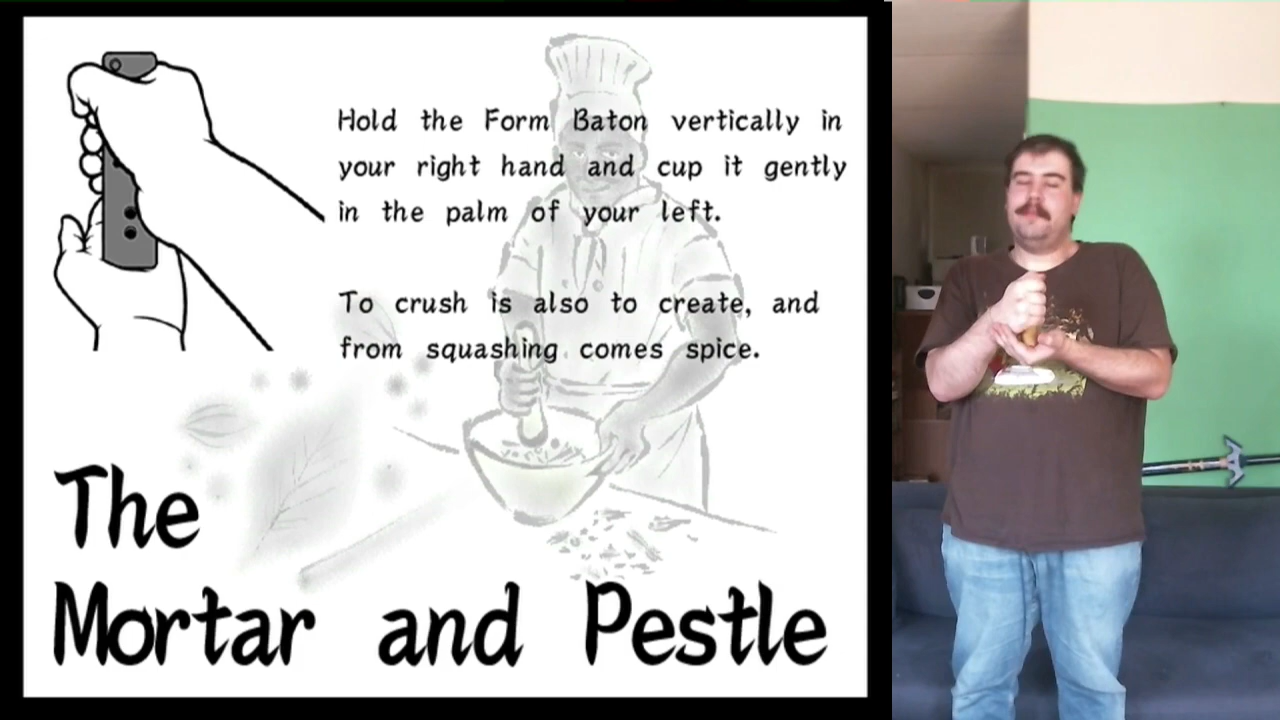 Hold the Form Baton vertically in
your right hand and cup it gently
in the palm of your left.
To crush is also to create, and
from squashing comes spice.
The
Mortar and Pestle